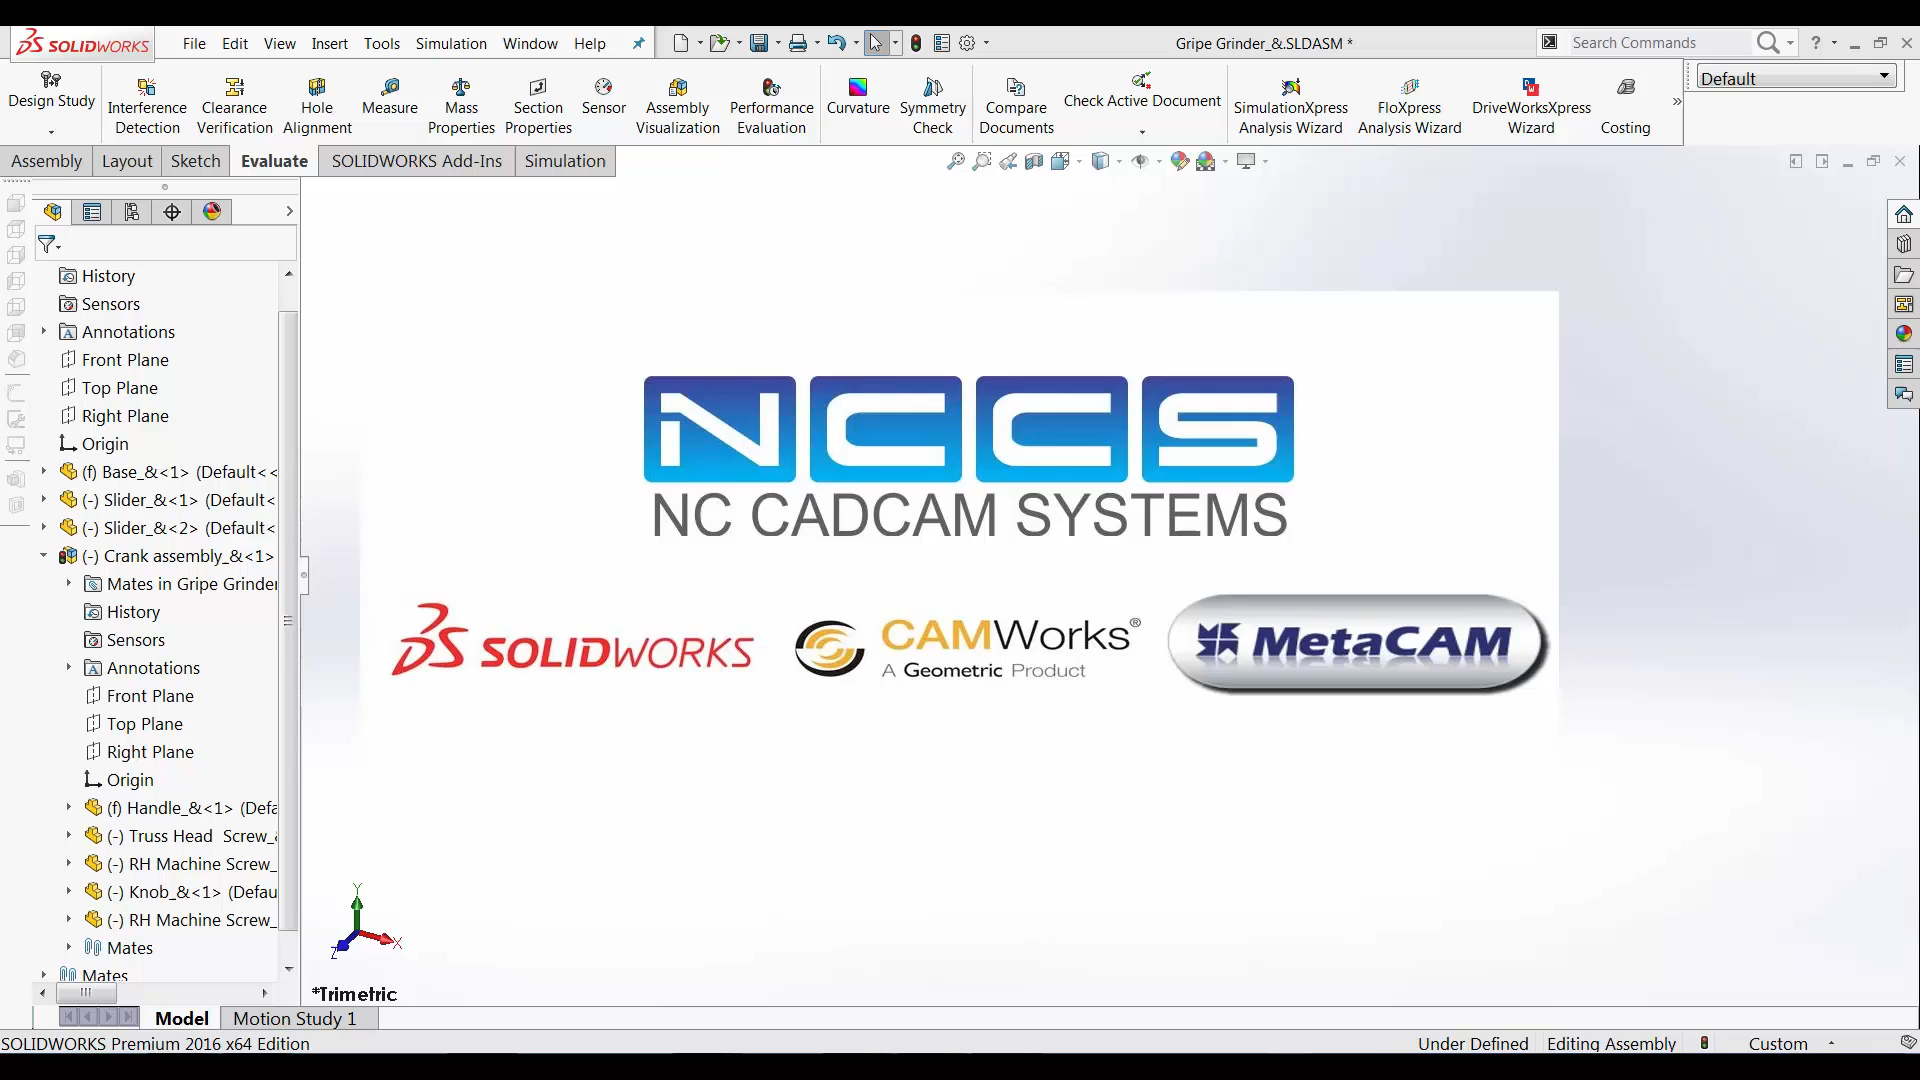 SOLIDWORKS File Edit View Insert Tools Simulation Window Help Gripe Grinder_&.SLDASM * Search Commands ?
Design Study Interference Detection Clearance Verification Hole Alignment Measure Mass Properties Section Properties Sensor Assembly Visualization Performance Evaluation Curvature Symmetry Check Compare Documents Check Active Document SimulationXpress Analysis Wizard FloXpress Analysis Wizard DriveWorksXpress Wizard Costing » Default
Assembly Layout Sketch Evaluate SOLIDWORKS Add-Ins Simulation
History
Sensors
Annotations
Front Plane
Top Plane
Right Plane
Origin
(f) Base_&<1> (Default<<
(-) Slider_&<1> (Default<
(-) Slider_&<2> (Default<
(-) Crank assembly_&<1>
Mates in Gripe Grinder
History
Sensors
Annotations
Front Plane
Top Plane
Right Plane
Origin
(f) Handle_&<1> (Defa
(-) Truss Head Screw_&
(-) RH Machine Screw_
(-) Knob_&<1> (Defau
(-) RH Machine Screw_
Mates
Mates
NCCS
NC CADCAM SYSTEMS
SOLIDWORKS
CAMWorks®
A Geometric Product
MetaCAM
Y
X
Z
*Trimetric
Model Motion Study 1
SOLIDWORKS Premium 2016 x64 Edition Under Defined Editing Assembly Custom